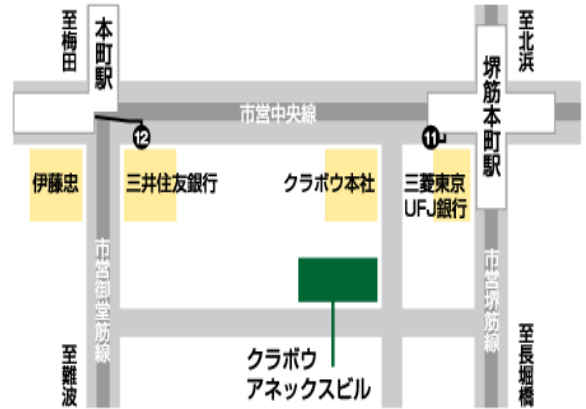 至梅田
本町駅
堺筋本町駅
至北浜
市営中央線
12
11
伊藤忠
三井住友銀行
クラボウ本社
三菱東京
UFJ銀行
市営御堂筋線
市営堺筋線
至難波
クラボウ
アネックスビル
至長堀橋